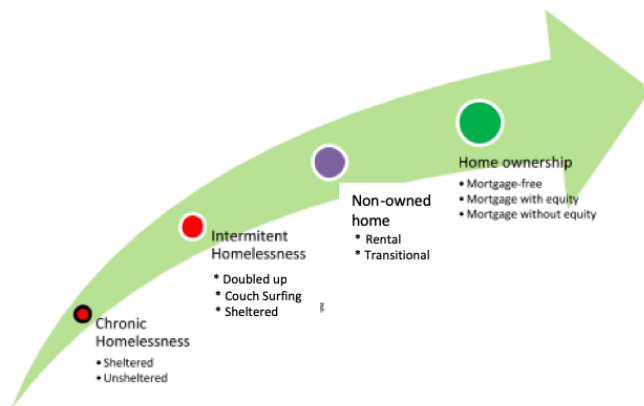 Home ownership
• Mortgage-free
• Mortgage with equity
• Mortgage without equity
Non-owned
home
* Rental
* Transitional
Intermitent
Homelessness
* Doubled up
* Couch Surfing
* Sheltered
Chronic
Homelessness
• Sheltered
• Unsheltered